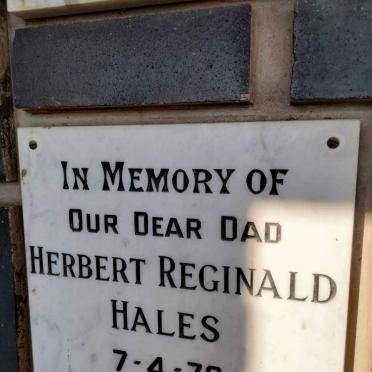 IN MEMORY OF
OUR DEAR DAD
HERBERT REGINALD
HALES